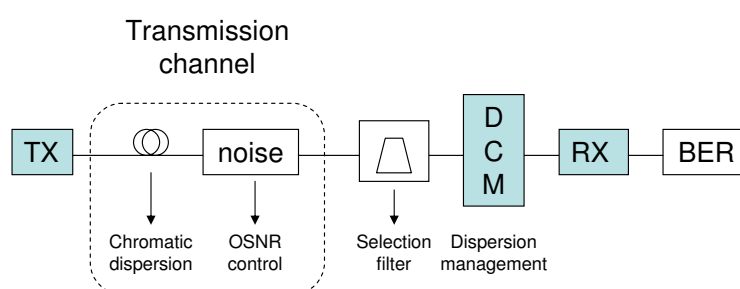 Transmission
channel
TX
noise
D
C
M
RX
BER
Chromatic
dispersion
OSNR
control
Selection
filter
Dispersion
management